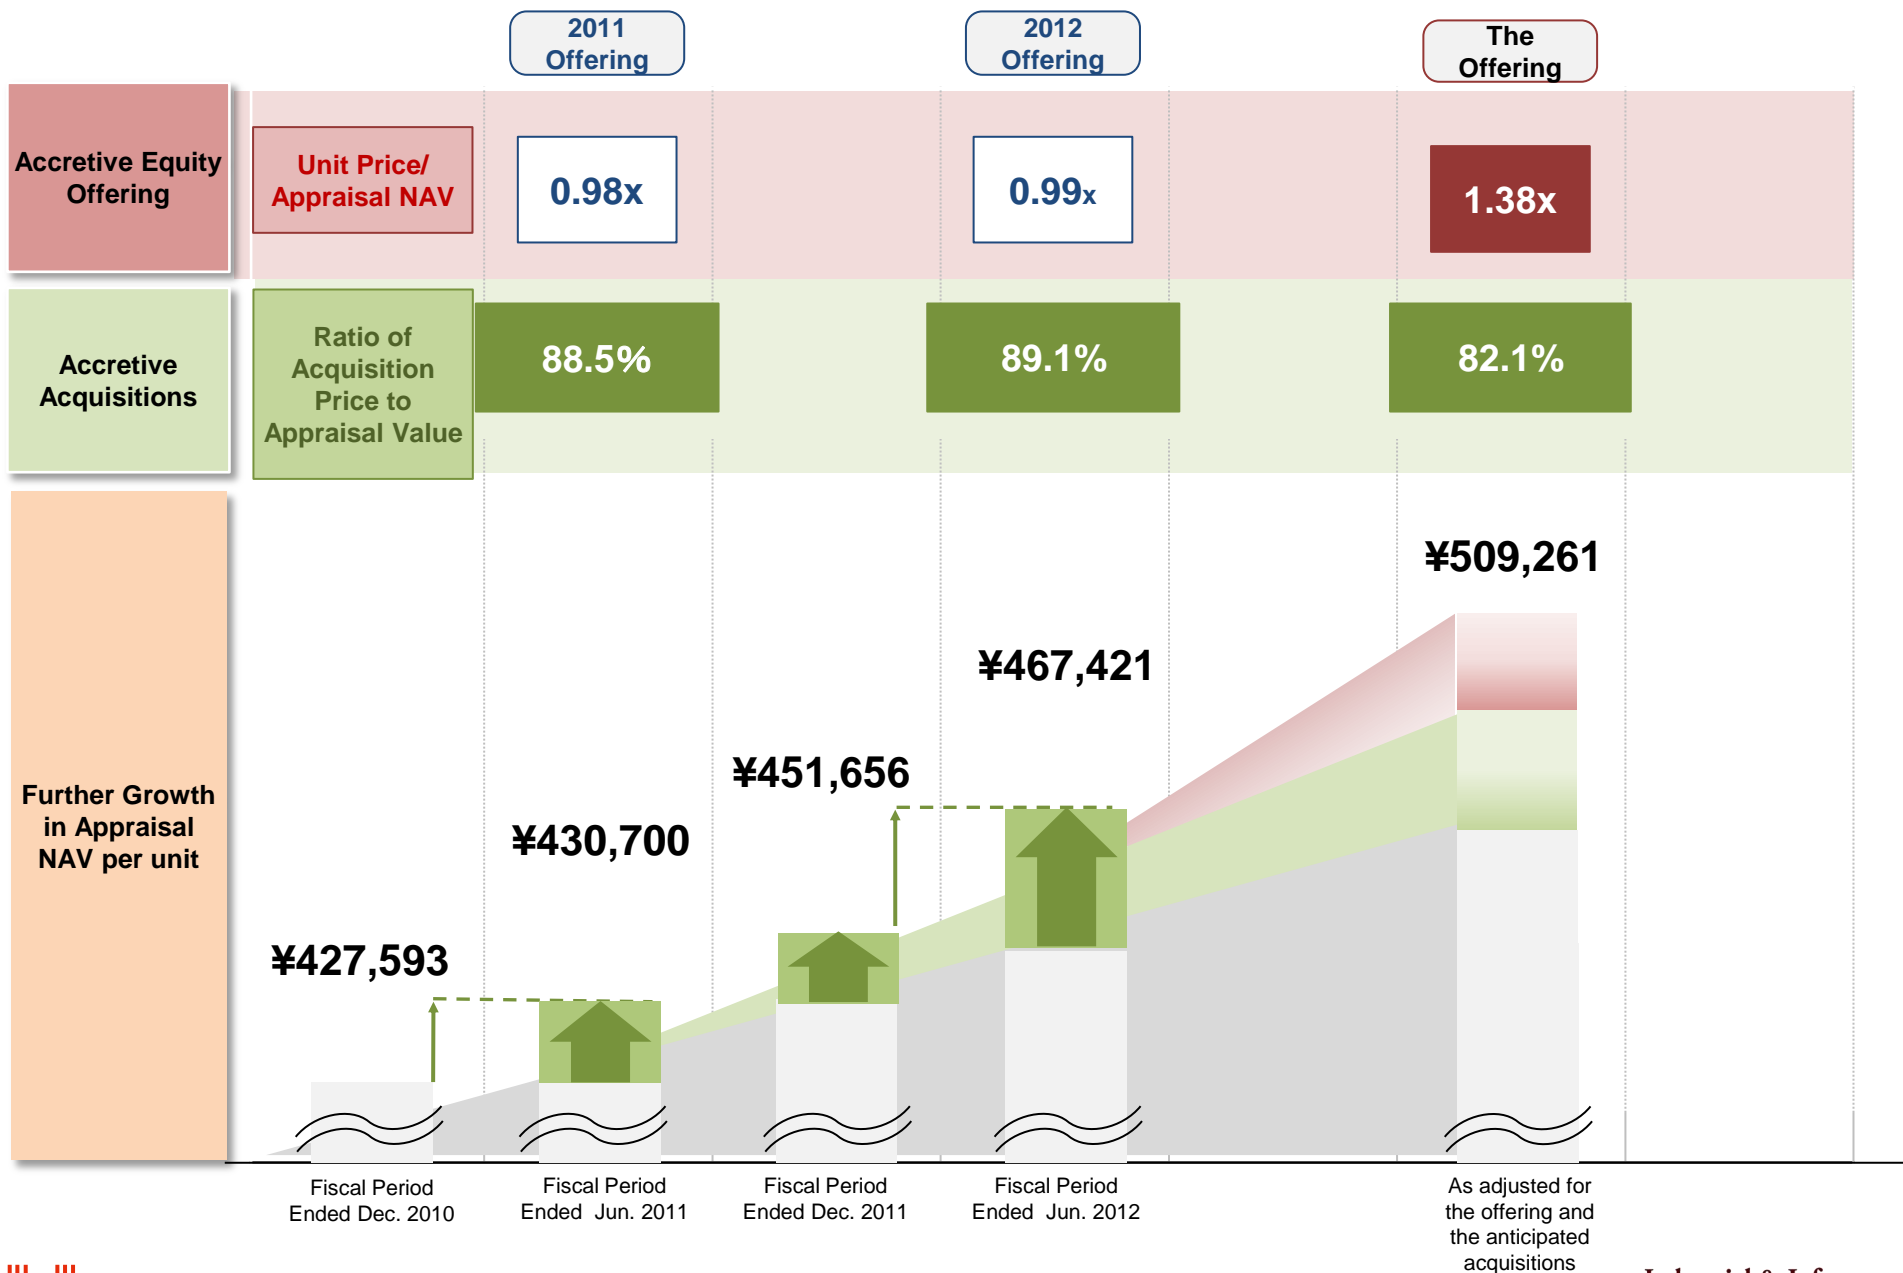 2011
Offering
2012
Offering
The
Offering
Accretive Equity
Offering
Unit Price/
Appraisal NAV
0.98x
0.99x
1.38x
Accretive
Acquisitions
Ratio of
Acquisition
Price to
Appraisal Value
88.5%
89.1%
82.1%
Further Growth
in Appraisal
NAV per unit
¥427,593
¥430,700
¥451,656
¥467,421
¥509,261
Fiscal Period
Ended Dec. 2010
Fiscal Period
Ended Jun. 2011
Fiscal Period
Ended Dec. 2011
Fiscal Period
Ended Jun. 2012
As adjusted for
the offering and
the anticipated
acquisitions